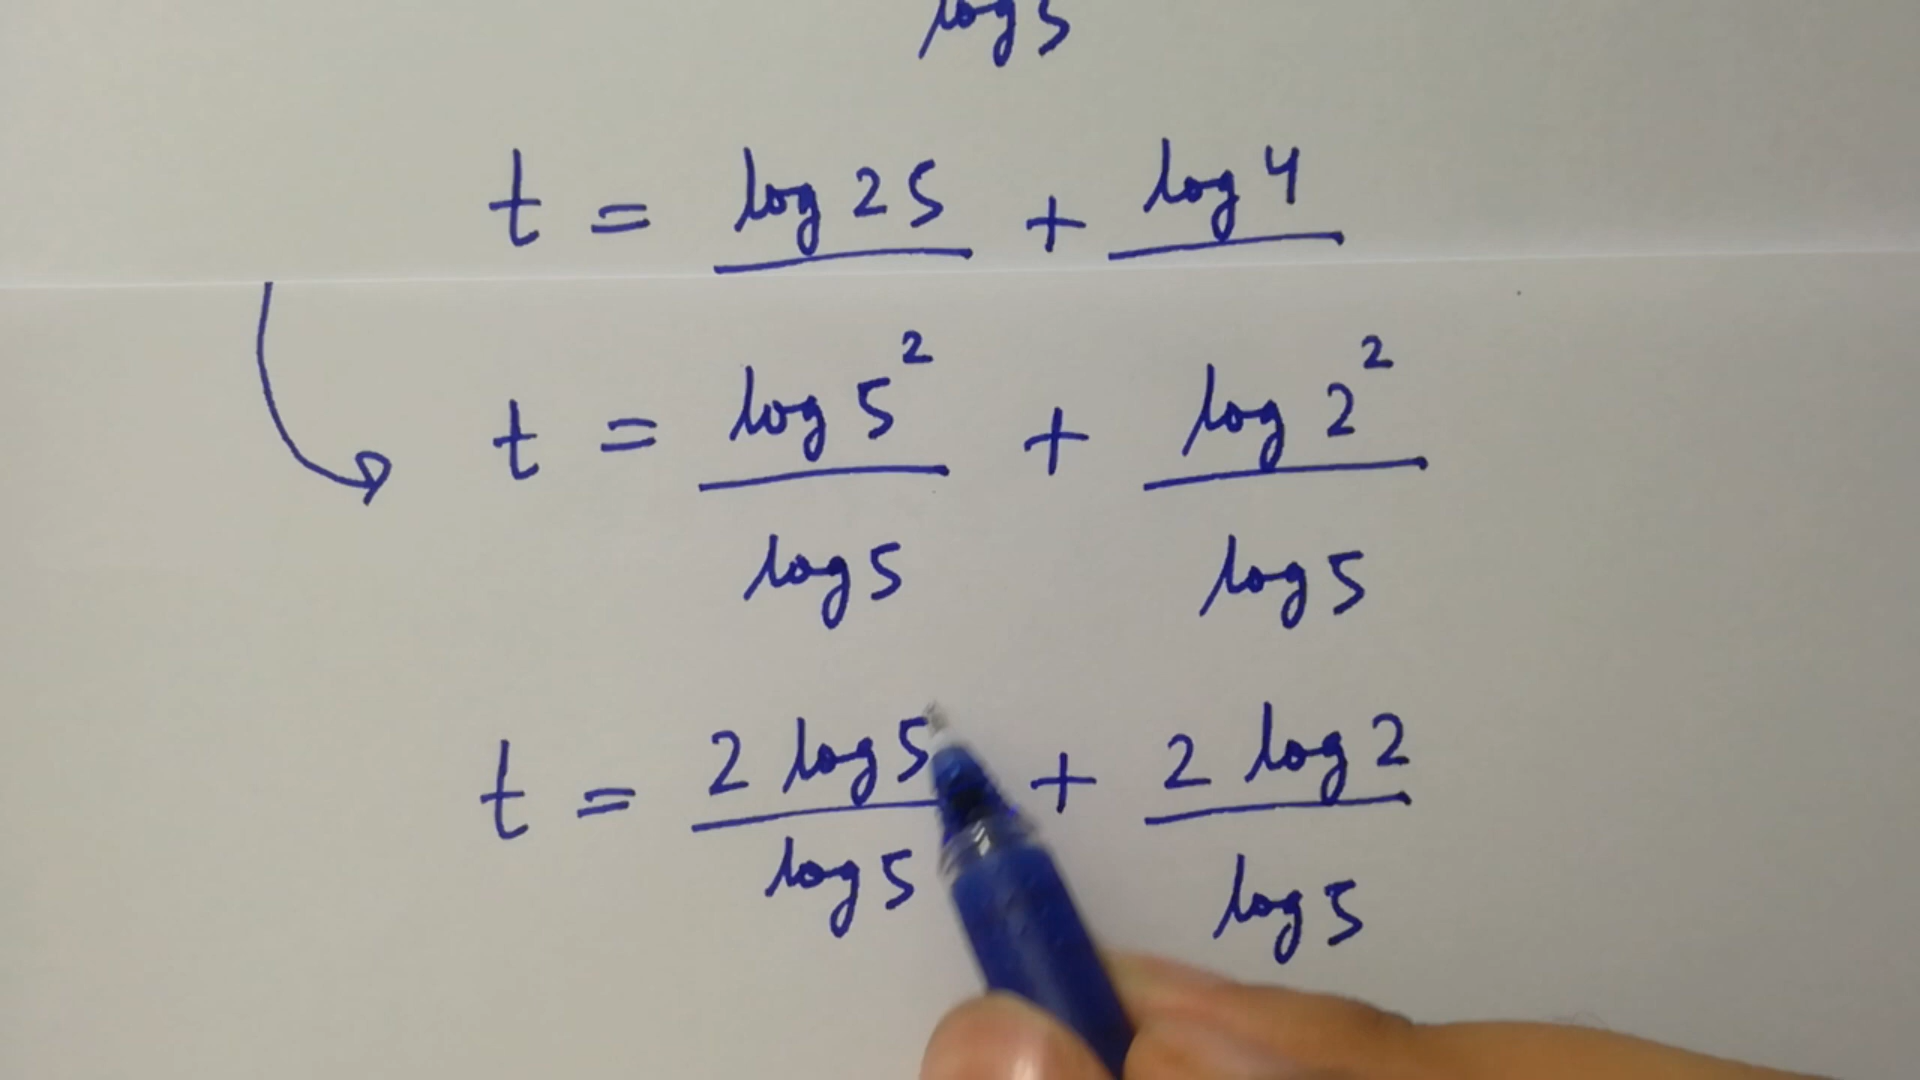 log 5
t = log 25 + log 4
t = log 5² / log 5 + log 2² / log 5
t = 2 log 5 / log 5 + 2 log 2 / log 5